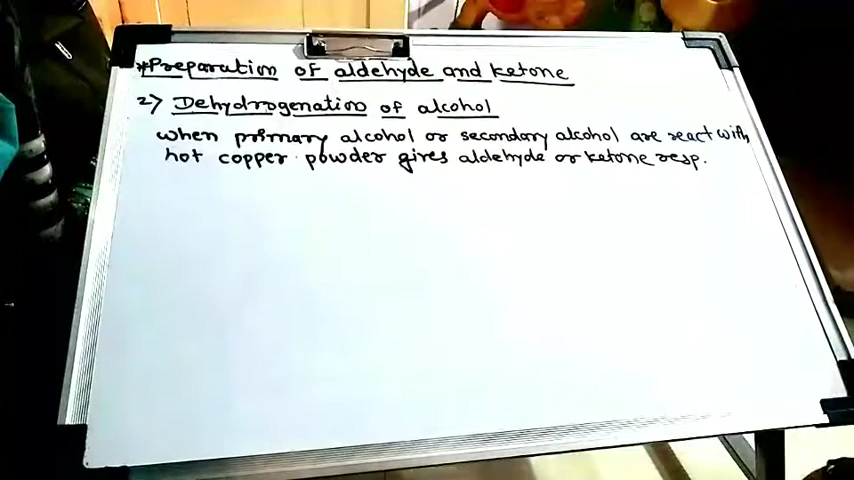 *Preparation of aldehyde and ketone
2) Dehydrogenation of alcohol
when primary alcohol or secondary alcohol are react with
hot copper powder gives aldehyde or ketone resp.